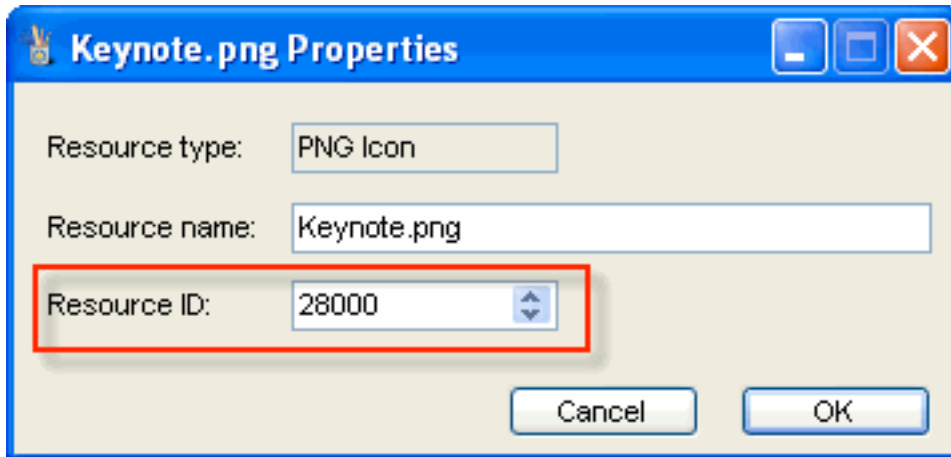 Keynote.png Properties
Resource type: PNG Icon
Resource name: Keynote.png
Resource ID: 28000
Cancel OK